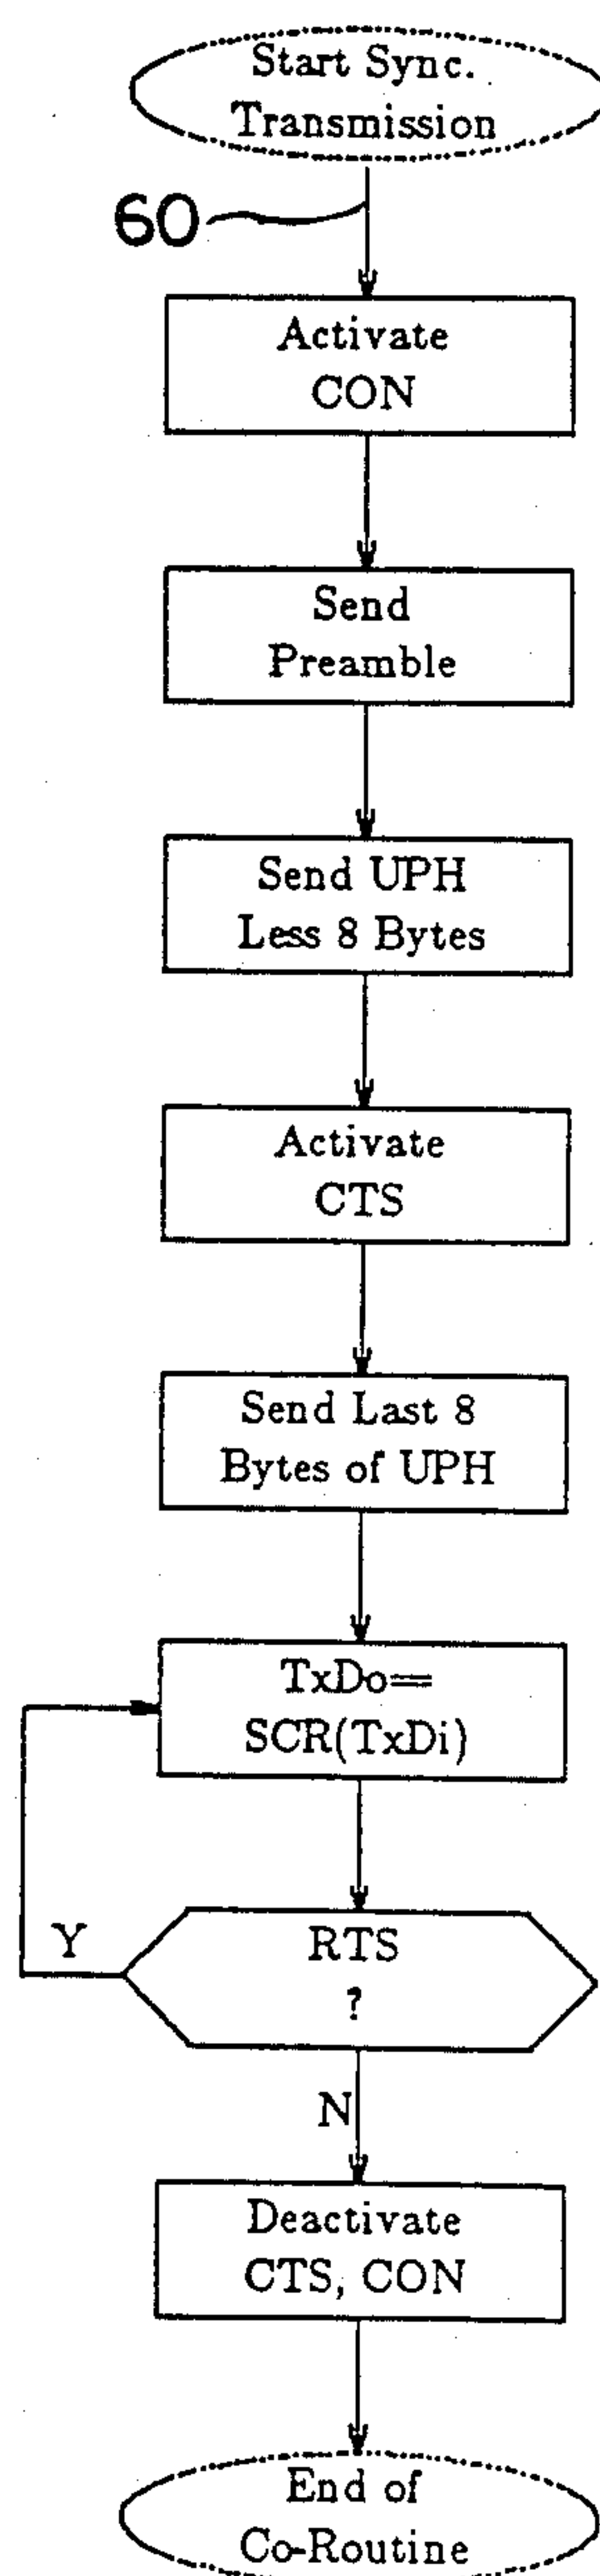 Start Sync.
Transmission
60
Activate
CON
Send
Preamble
Send UPH
Less 8 Bytes
Activate
CTS
Send Last 8
Bytes of UPH
TxDo=
SCR(TxDi)
RTS
?
Y
N
Deactivate
CTS, CON
End of
Co-Routine